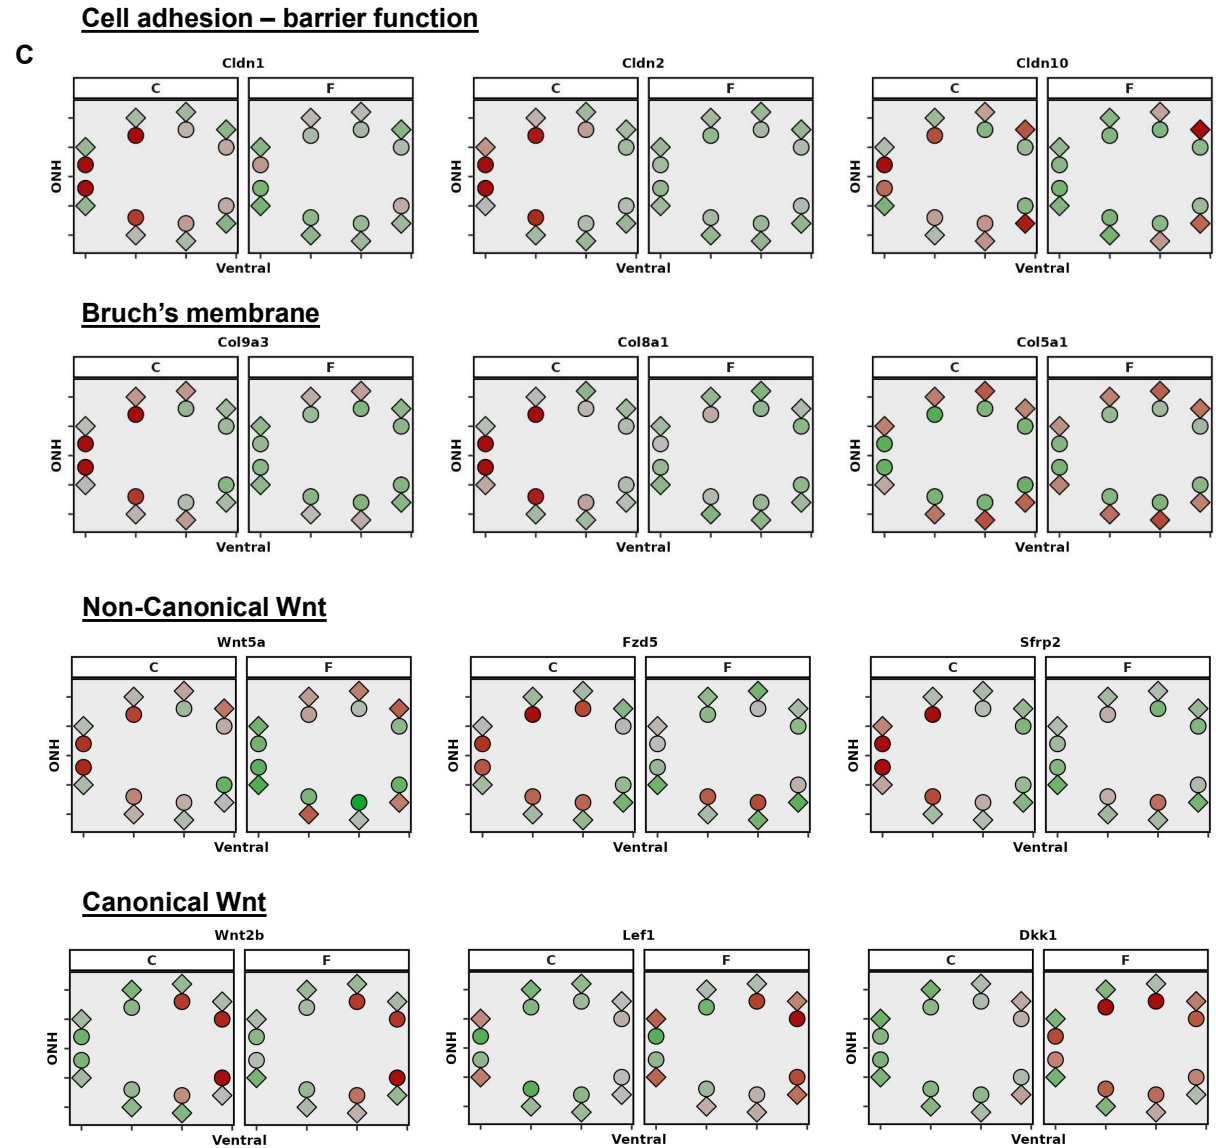 Cell adhesion – barrier function
C
Cldn1
Cldn2
Cldn10
C
F
C
F
C
F
ONH
ONH
ONH
Ventral
Ventral
Ventral
Bruch’s membrane
Col9a3
Col8a1
Col5a1
C
F
C
F
C
F
ONH
ONH
ONH
Ventral
Ventral
Ventral
Non-Canonical Wnt
Wnt5a
Fzd5
Sfrp2
C
F
C
F
C
F
ONH
ONH
ONH
Ventral
Ventral
Ventral
Canonical Wnt
Wnt2b
Lef1
Dkk1
C
F
C
F
C
F
ONH
ONH
ONH
Ventral
Ventral
Ventral